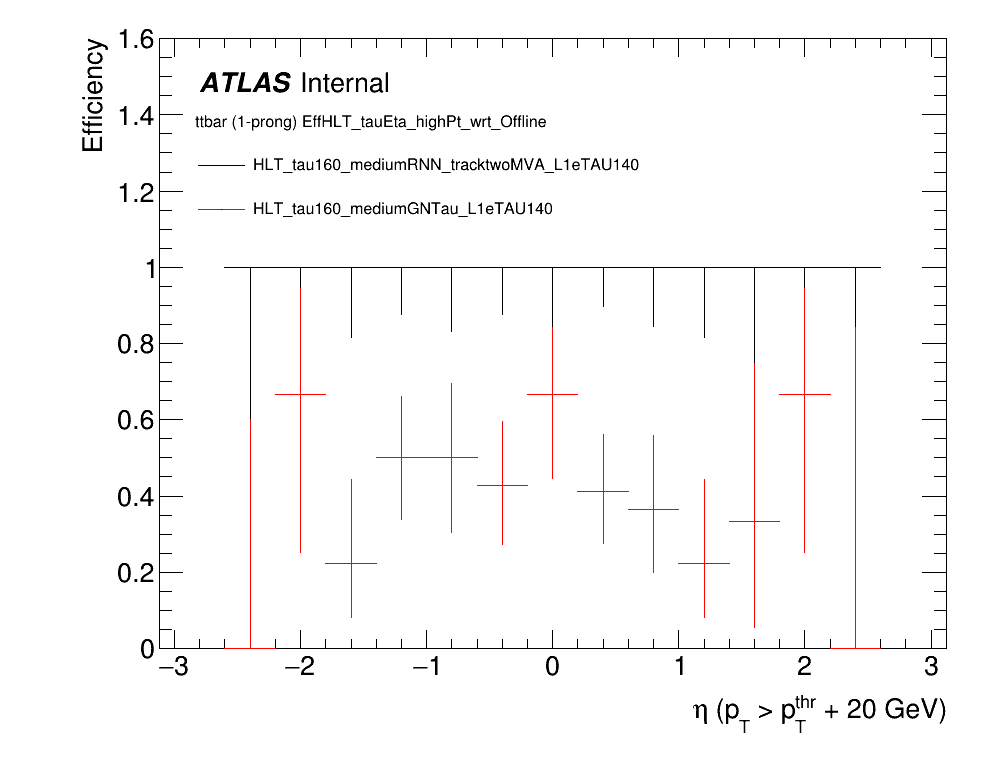 Efficiency
1.6
1.4
1.2
1
0.8
0.6
0.4
0.2
0
ATLAS Internal
ttbar (1-prong) EffHLT_tauEta_highPt_wrt_Offline
HLT_tau160_mediumRNN_tracktwoMVA_L1eTAU140
HLT_tau160_mediumGNTau_L1eTAU140
−3 −2 −1 0 1 2 3
η (p_T > p_T^thr + 20 GeV)